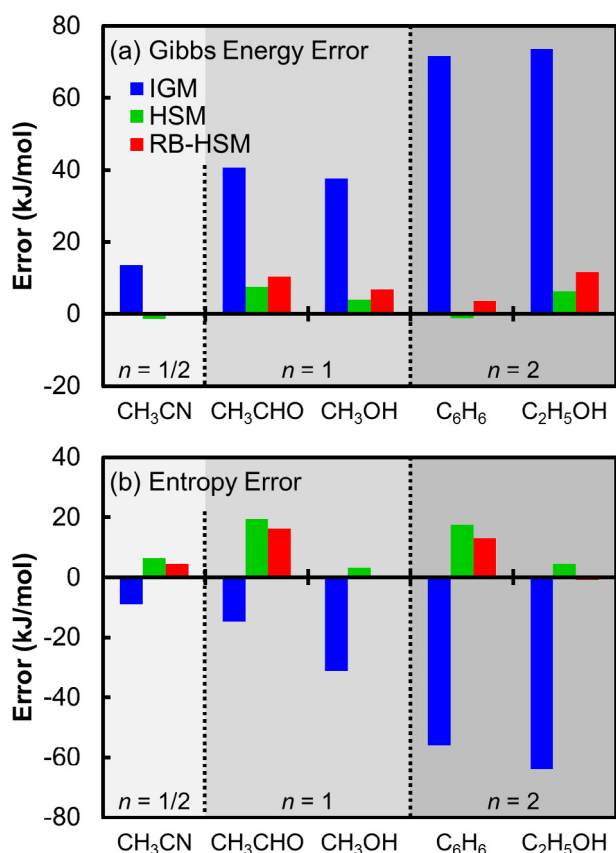 (a) Gibbs Energy Error
IGM
HSM
RB-HSM
Error (kJ/mol)
80
60
40
20
0
-20
n = 1/2
n = 1
n = 2
CH₃CN
CH₃CHO
CH₃OH
C₆H₆
C₂H₅OH
(b) Entropy Error
Error (kJ/mol)
40
20
0
-20
-40
-60
-80
n = 1/2
n = 1
n = 2
CH₃CN
CH₃CHO
CH₃OH
C₆H₆
C₂H₅OH